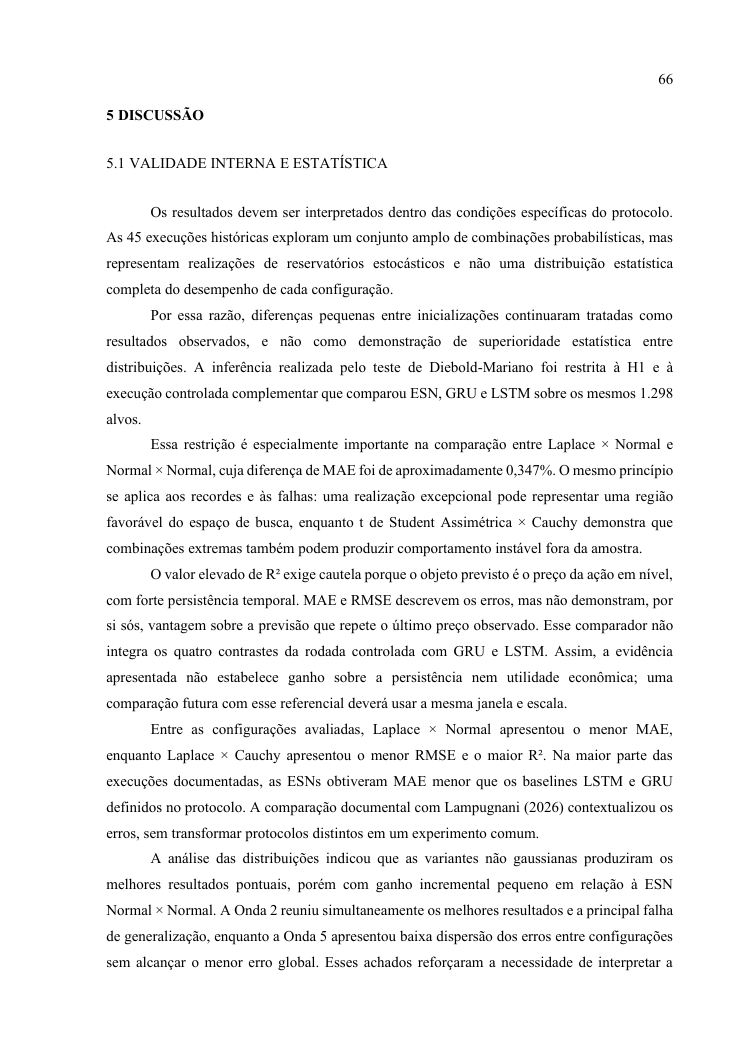 66
5 DISCUSSÃO
5.1 VALIDADE INTERNA E ESTATÍSTICA
Os resultados devem ser interpretados dentro das condições específicas do protocolo.
As 45 execuções históricas exploram um conjunto amplo de combinações probabilísticas, mas
representam realizações de reservatórios estocásticos e não uma distribuição estatística
completa do desempenho de cada configuração.
Por essa razão, diferenças pequenas entre inicializações continuaram tratadas como
resultados observados, e não como demonstração de superioridade estatística entre
distribuições. A inferência realizada pelo teste de Diebold-Mariano foi restrita à H1 e à
execução controlada complementar que comparou ESN, GRU e LSTM sobre os mesmos 1.298
alvos.
Essa restrição é especialmente importante na comparação entre Laplace × Normal e
Normal × Normal, cuja diferença de MAE foi de aproximadamente 0,347%. O mesmo princípio
se aplica aos recordes e às falhas: uma realização excepcional pode representar uma região
favorável do espaço de busca, enquanto t de Student Assimétrica × Cauchy demonstra que
combinações extremas também podem produzir comportamento instável fora da amostra.
O valor elevado de R² exige cautela porque o objeto previsto é o preço da ação em nível,
com forte persistência temporal. MAE e RMSE descrevem os erros, mas não demonstram, por
si sós, vantagem sobre a previsão que repete o último preço observado. Esse comparador não
integra os quatro contrastes da rodada controlada com GRU e LSTM. Assim, a evidência
apresentada não estabelece ganho sobre a persistência nem utilidade econômica; uma
comparação futura com esse referencial deverá usar a mesma janela e escala.
Entre as configurações avaliadas, Laplace × Normal apresentou o menor MAE,
enquanto Laplace × Cauchy apresentou o menor RMSE e o maior R². Na maior parte das
execuções documentadas, as ESNs obtiveram MAE menor que os baselines LSTM e GRU
definidos no protocolo. A comparação documental com Lampugnani (2026) contextualizou os
erros, sem transformar protocolos distintos em um experimento comum.
A análise das distribuições indicou que as variantes não gaussianas produziram os
melhores resultados pontuais, porém com ganho incremental pequeno em relação à ESN
Normal × Normal. A Onda 2 reuniu simultaneamente os melhores resultados e a principal falha
de generalização, enquanto a Onda 5 apresentou baixa dispersão dos erros entre configurações
sem alcançar o menor erro global. Esses achados reforçaram a necessidade de interpretar a